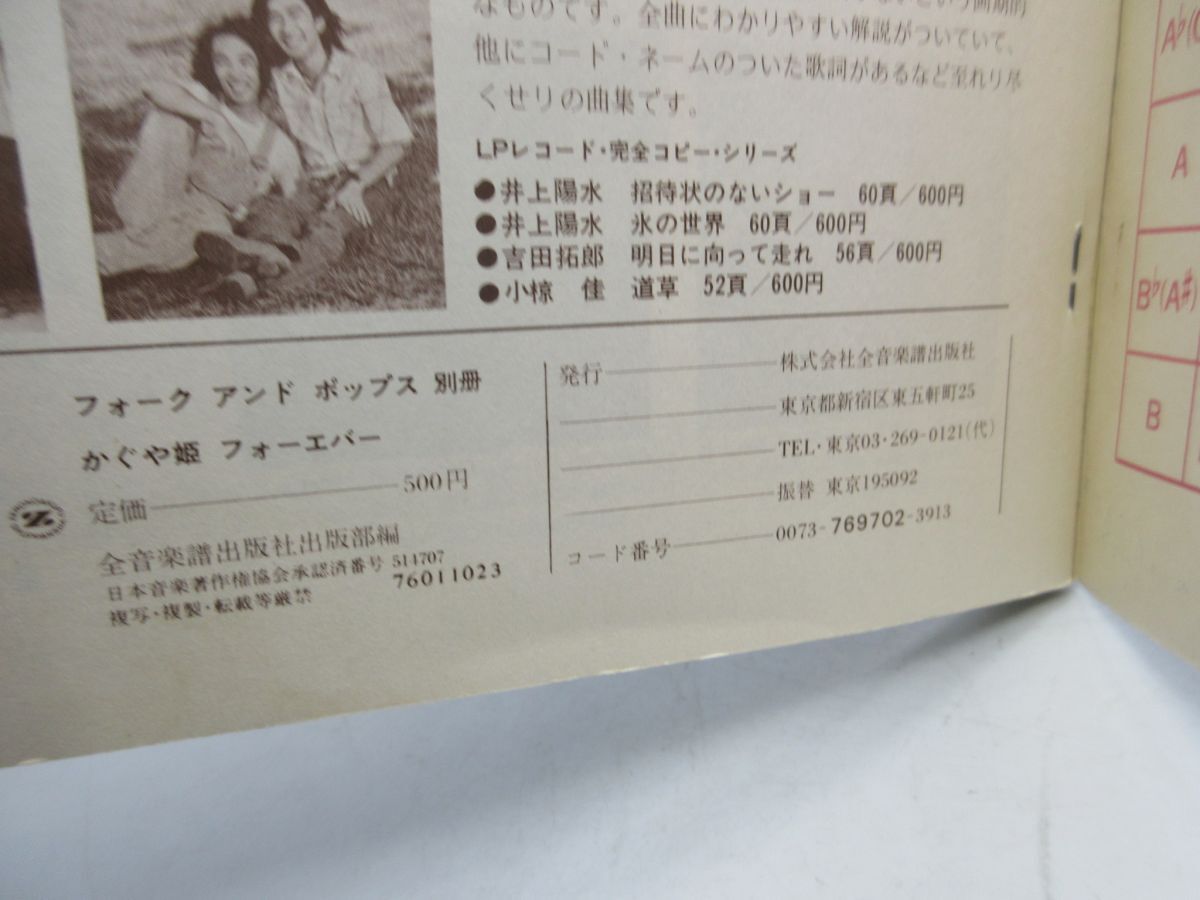 なものです。全曲にわかりやすい解説がついていて、
他にコード・ネームのついた歌詞があるなど至れり尽
くせりの曲集です。
LPレコード・完全コピー・シリーズ
●井上陽水 招待状のないショー 60頁/600円
●井上陽水 氷の世界 60頁/600円
●吉田拓郎 明日に向って走れ 56頁/600円
●小椋 佳 道草 52頁/600円
フォーク アンド ポップス 別冊
かぐや姫 フォーエバー
定価 500円
全音楽譜出版社出版部編
日本音楽著作権協会承認済番号 511707
76011023
複写・複製・転載等厳禁
発行 株式会社全音楽譜出版社
東京都新宿区東五軒町25
TEL・東京03・269-0121(代)
振替 東京195092
コード番号 0073-769702-3913
A
B♭(A♯)
B